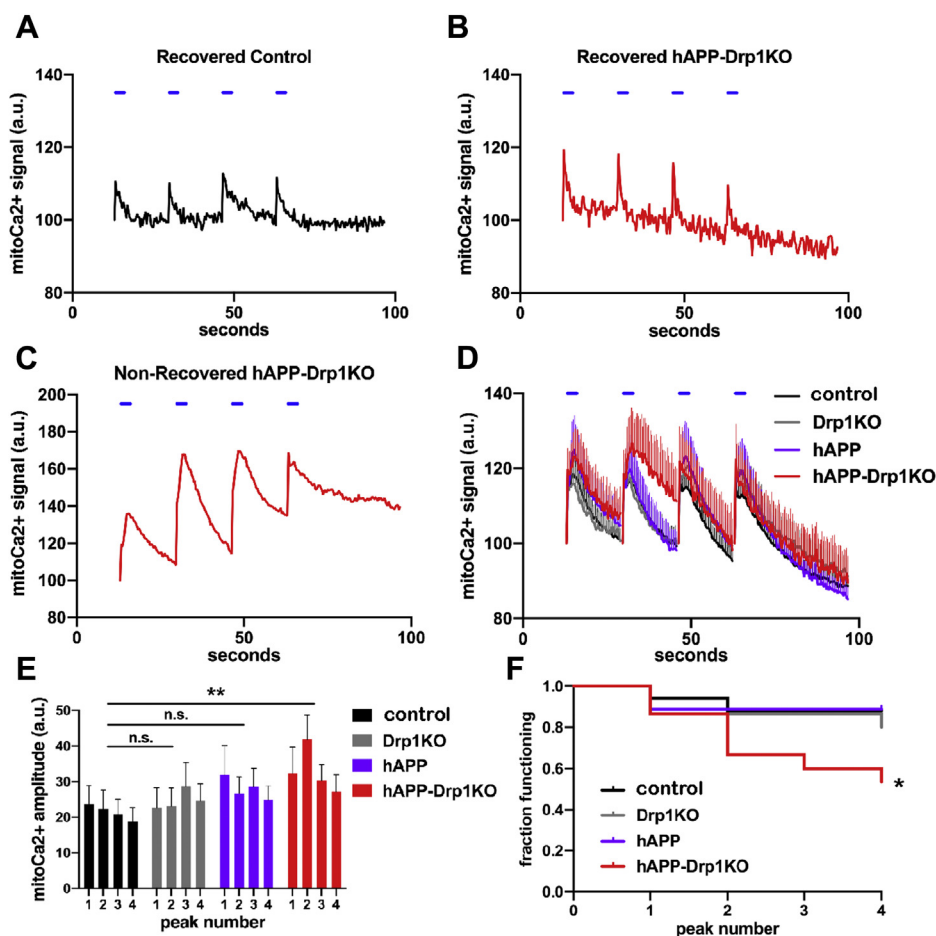 A
Recovered Control
mitoCa2+ signal (a.u.)
140
120
100
80
0
50
100
seconds
B
Recovered hAPP-Drp1KO
mitoCa2+ signal (a.u.)
140
120
100
80
0
50
100
seconds
C
Non-Recovered hAPP-Drp1KO
mitoCa2+ signal (a.u.)
200
180
160
140
120
100
80
0
50
100
seconds
D
mitoCa2+ signal (a.u.)
140
120
100
80
0
50
100
seconds
control
Drp1KO
hAPP
hAPP-Drp1KO
E
mitoCa2+ amplitude (a.u.)
50
40
30
20
10
0
**
n.s.
n.s.
1 2 3 4 1 2 3 4 1 2 3 4 1 2 3 4
peak number
control
Drp1KO
hAPP
hAPP-Drp1KO
F
fraction functioning
1.0
0.8
0.6
0.4
0.2
0.0
0 1 2 3 4
peak number
control
Drp1KO
hAPP
hAPP-Drp1KO
*